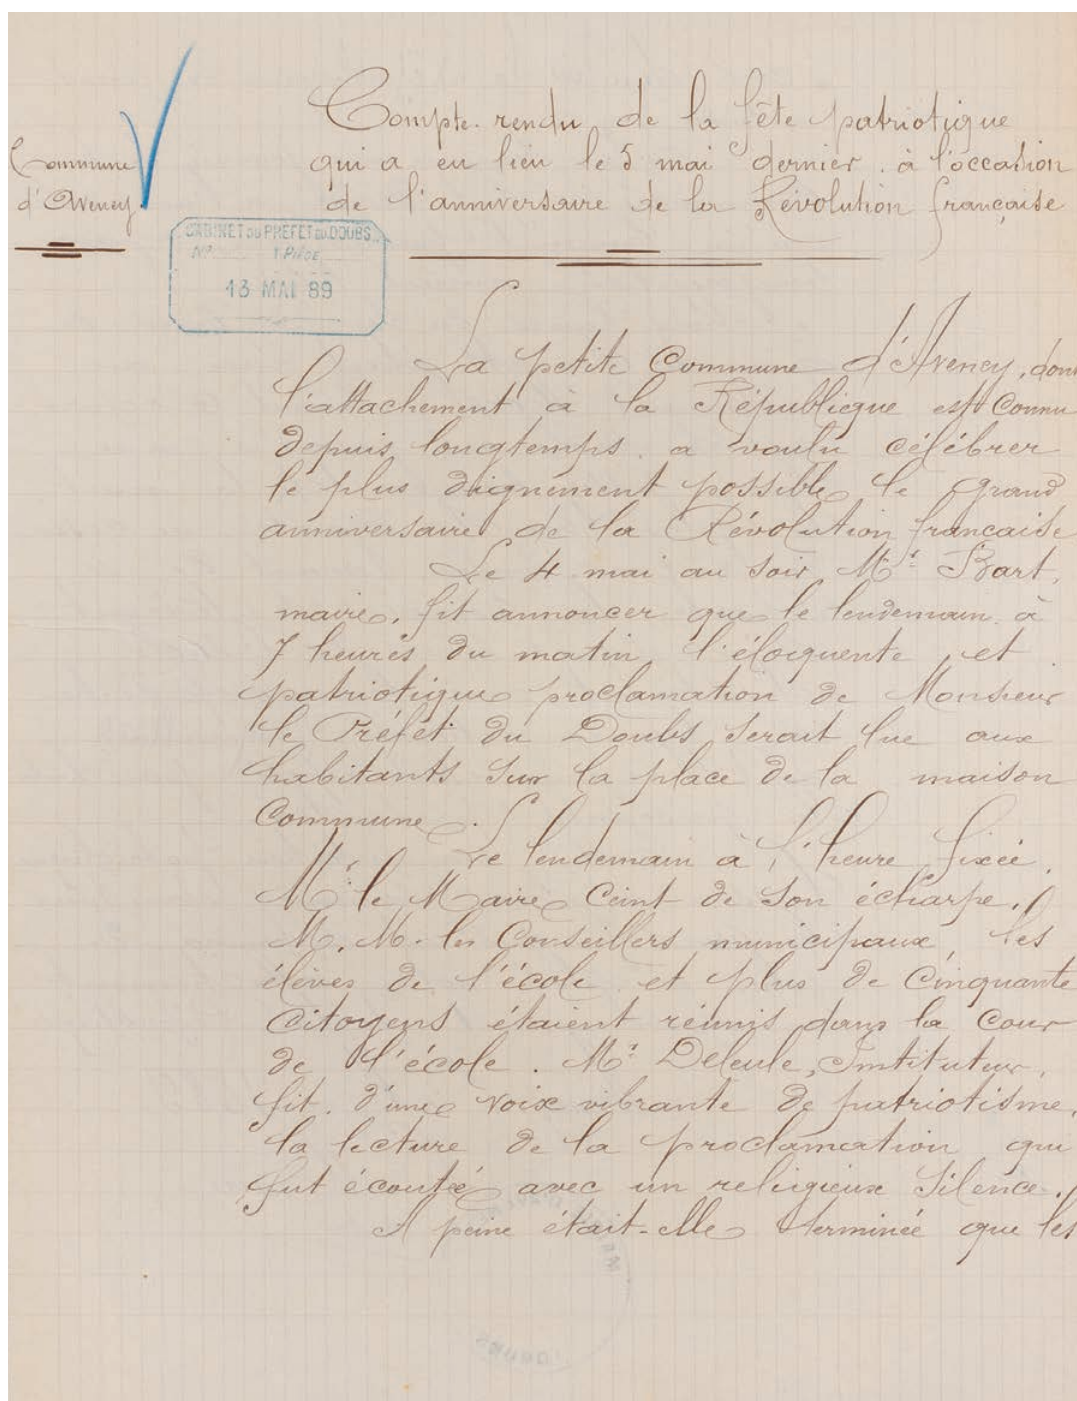 Compte-rendu de la fête patriotique
qui a eu lieu le 5 mai dernier à l'occasion
de l'anniversaire de la Révolution française
Commune
d'Aveney
CABINET DU PREFET DU DOUBS
N° 1 Pièce
13 MAI 89
La petite Commune d'Aveney, dont
l'attachement à la République est Connu
depuis longtemps, a voulu célébrer
le plus dignement possible le grand
anniversaire de la Révolution française
Le 4 mai au soir, Mr. Bart,
maire, fit annoncer que le lendemain à
7 heures du matin, l'éloquente et
patriotique proclamation de Monsieur
le Préfet du Doubs serait lue aux
habitants sur la place de la maison
Commune.
Le lendemain à l'heure fixée,
Mr. le Maire Ceint de son écharpe,
M. M. les Conseillers municipaux, les
élèves de l'école et plus de Cinquante
Citoyens étaient réunis dans la Cour
de l'école. Mr. Deleule, Instituteur,
fit, d'une voix vibrante de patriotisme,
la lecture de la proclamation qui
fut écoutée avec un religieux silence.
A peine était-elle terminée que les